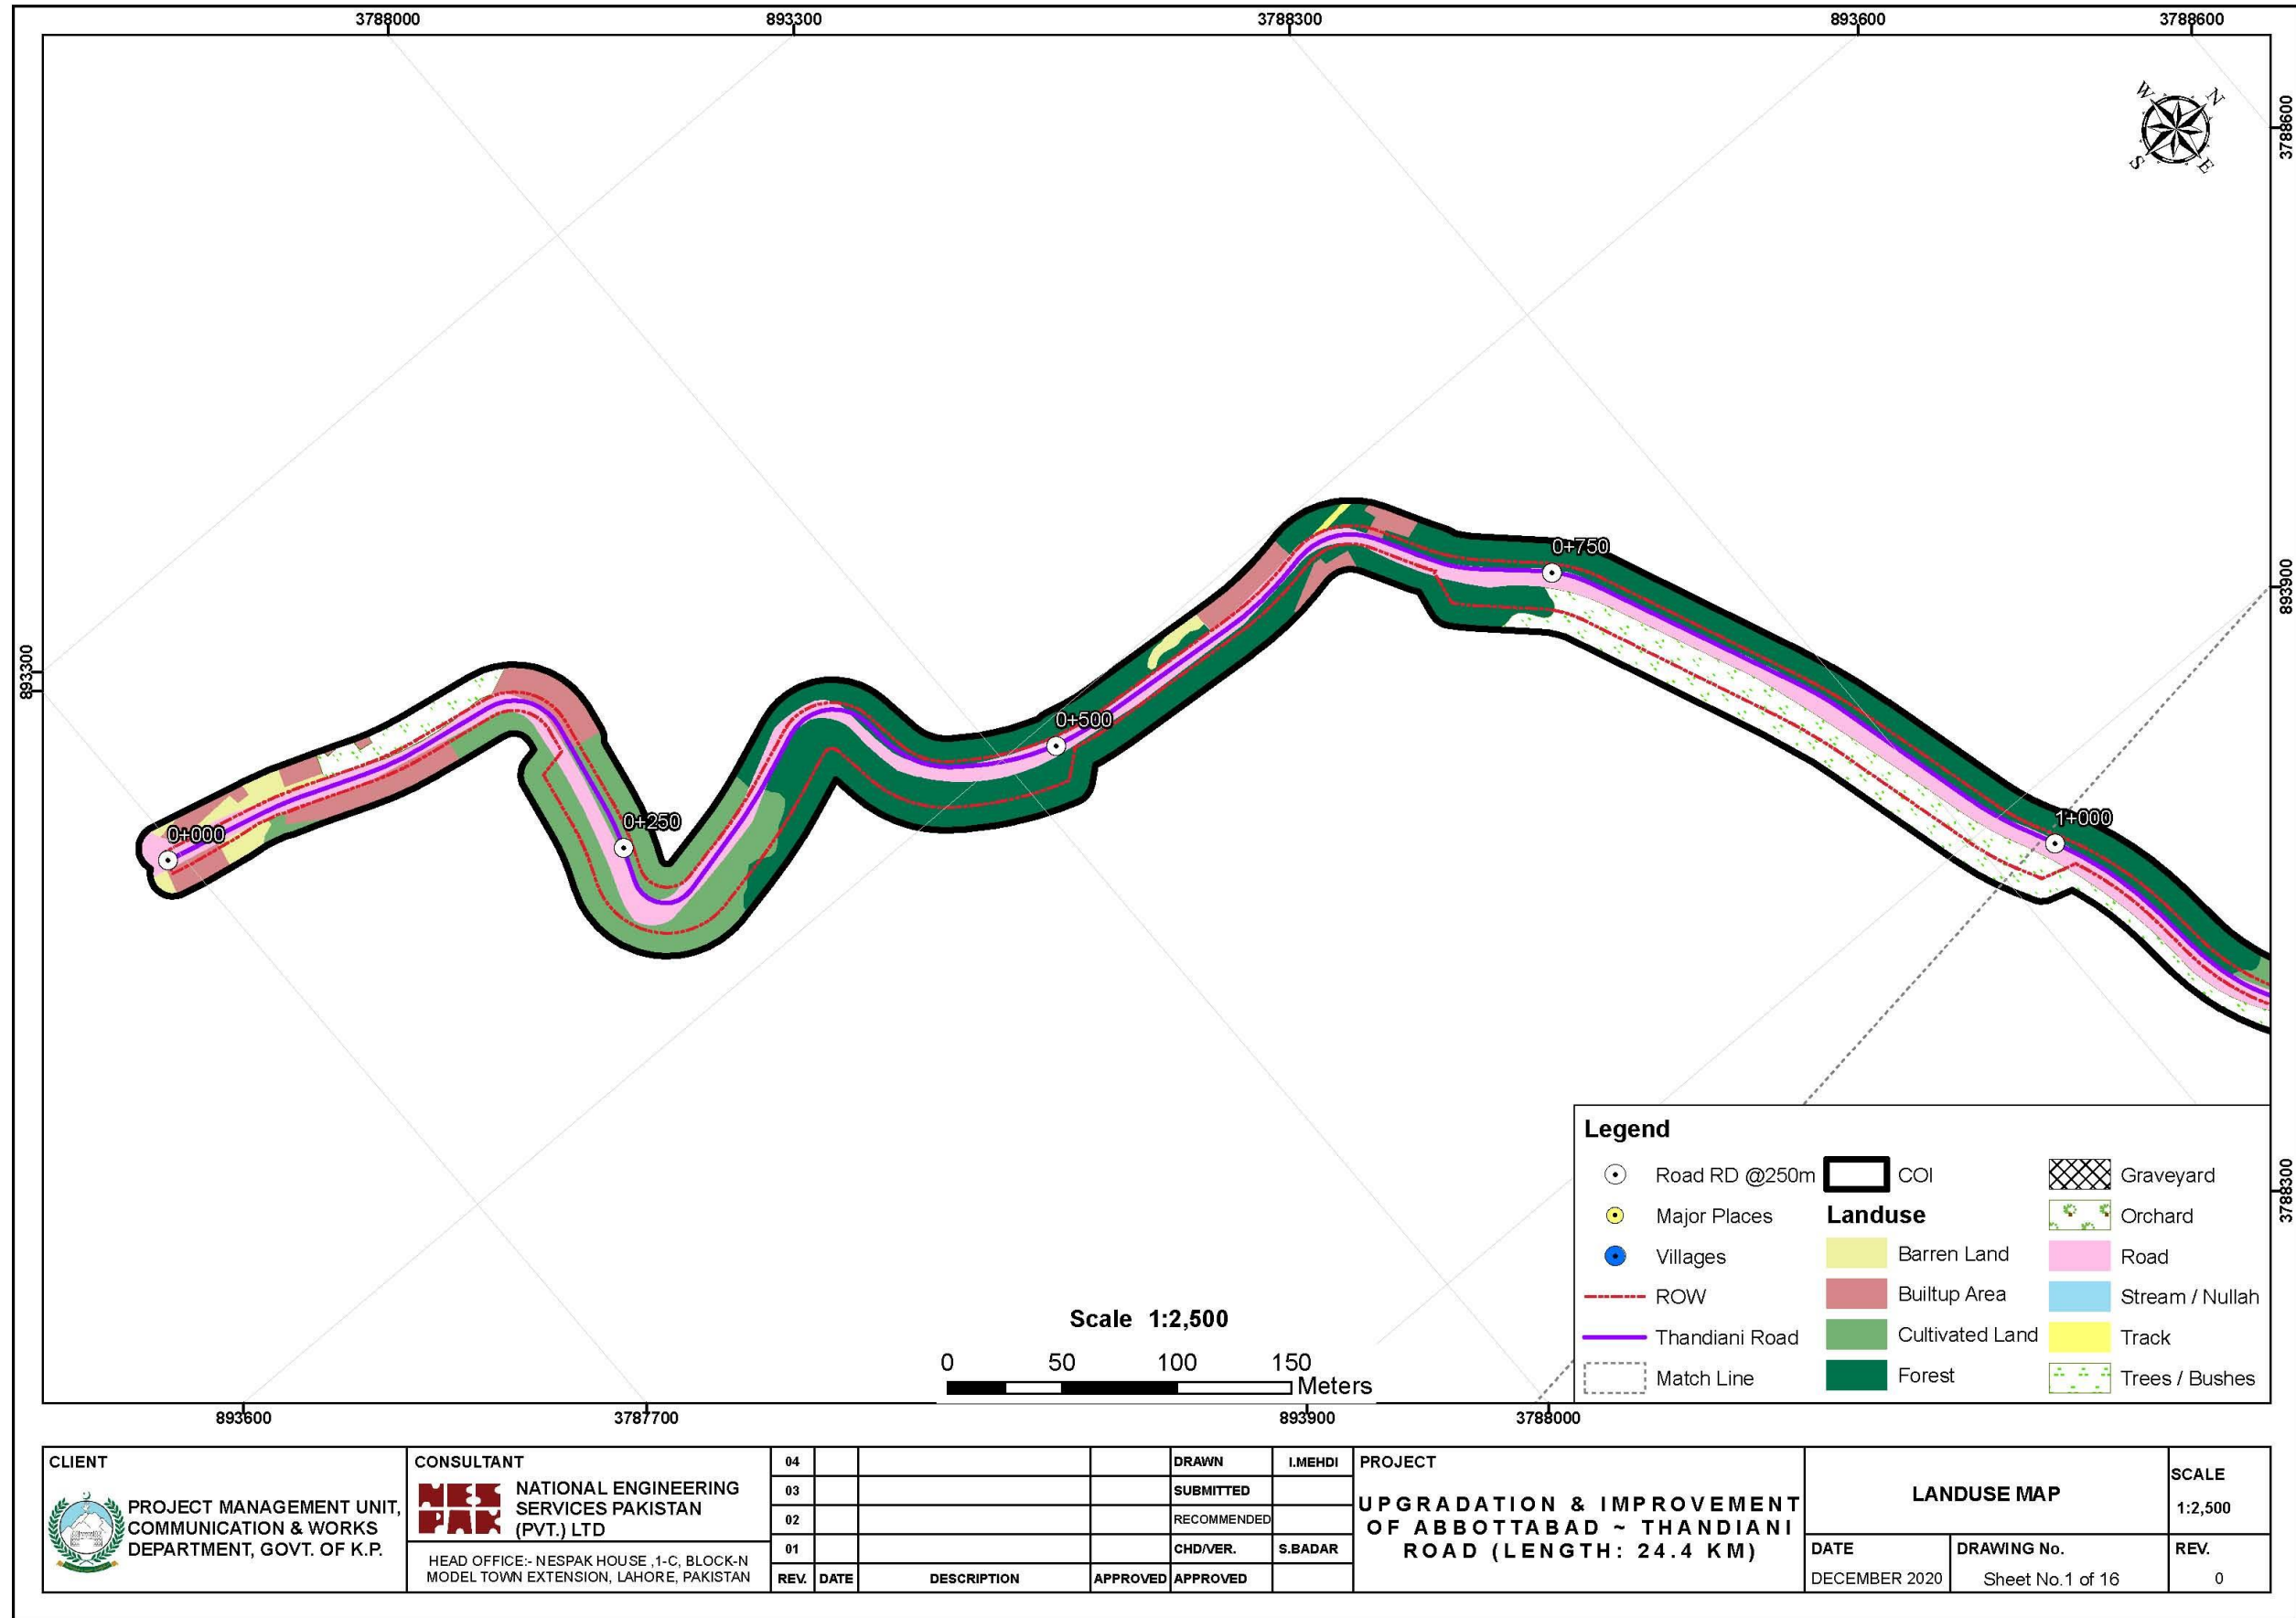 3788000
893300
3788300
893600
3788600
W
N
S
E
3788600
893900
3788300
893300
0+000
0+250
0+500
0+750
1+000
Legend
Road RD @250m
Major Places
Villages
ROW
Thandiani Road
Match Line
COI
Landuse
Barren Land
Builtup Area
Cultivated Land
Forest
Graveyard
Orchard
Road
Stream / Nullah
Track
Trees / Bushes
Scale 1:2,500
0 50 100 150
Meters
893600
3787700
893900
3788000
CLIENT
PROJECT MANAGEMENT UNIT,
COMMUNICATION & WORKS
DEPARTMENT, GOVT. OF K.P.
CONSULTANT
NES
PAK
NATIONAL ENGINEERING
SERVICES PAKISTAN
(PVT.) LTD
HEAD OFFICE:- NESPAK HOUSE ,1-C, BLOCK-N
MODEL TOWN EXTENSION, LAHORE, PAKISTAN
04
03
02
01
REV. DATE DESCRIPTION APPROVED
DRAWN I.MEHDI
SUBMITTED
RECOMMENDED
CHD/VER. S.BADAR
APPROVED
PROJECT
UPGRADATION & IMPROVEMENT
OF ABBOTTABAD ~ THANDIANI
ROAD (LENGTH: 24.4 KM)
LANDUSE MAP
SCALE
1:2,500
DATE
DECEMBER 2020
DRAWING No.
Sheet No.1 of 16
REV.
0